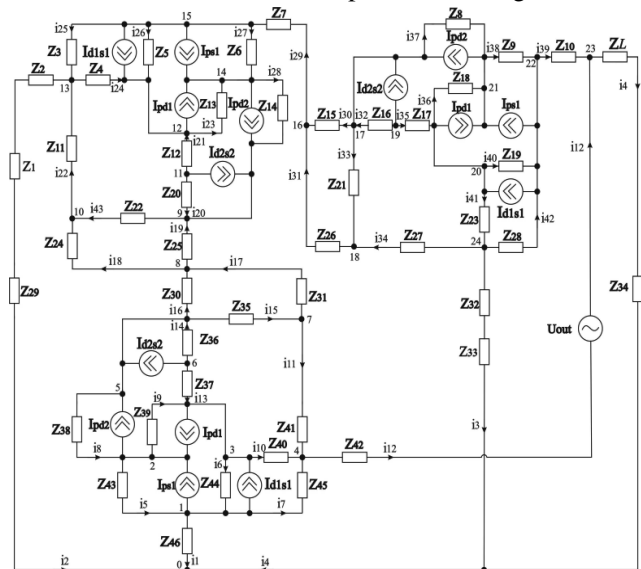 15 Z7 Z8
i25 i26 i27 i37 Ipd2 i38 Z9 i39 Z10 23 ZL
Z3 Id1s1 Z5 Ips1 Z6 i29 22
Z2 Z4 14 i28 Id2s2 Z18 i4
13 i24 Ipd1 Z13 Ipd2 Z14 i36 21
i23 Z15 i30 i32 Z16 i35 Z17 Ipd1 Ips1
12 i21 16 17 19 i12
Z11 Z12 i33 i40 Z19
Z1 i22 11 Id2s2 i31 Z21 20 i41 Id1s1
Z20 i42
i43 Z22 9 i20 Z23
10 i19 Z26 i34 Z27 24 Z28
Z24 Z25 18
i18 8 i17
Z29 Z30 Z31 Z32 Z34
i16 Z35 i15 Uout
i14 Z36 7 Z33
Id2s2 6 i11
5 Z37
i9 i13
Z38 Ipd2 Z39 Ipd1 Z41 i3
i8 3 i10 Z40 4 Z42 i12
2 i6
Z43 Ips1 Z44 Id1s1 Z45
i5 1 i7
Z46
i2 0 i1 i4